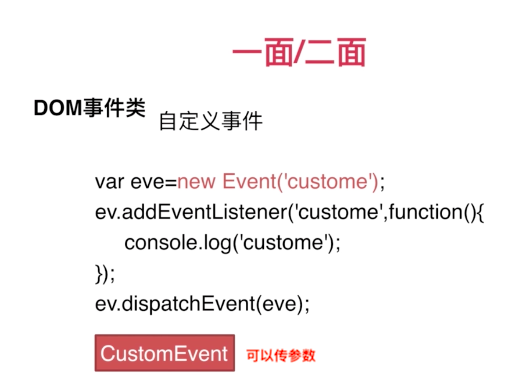 一面/二面
DOM事件类 自定义事件
var eve=new Event('custome');
ev.addEventListener('custome',function(){
console.log('custome');
});
ev.dispatchEvent(eve);
CustomEvent 可以传参数